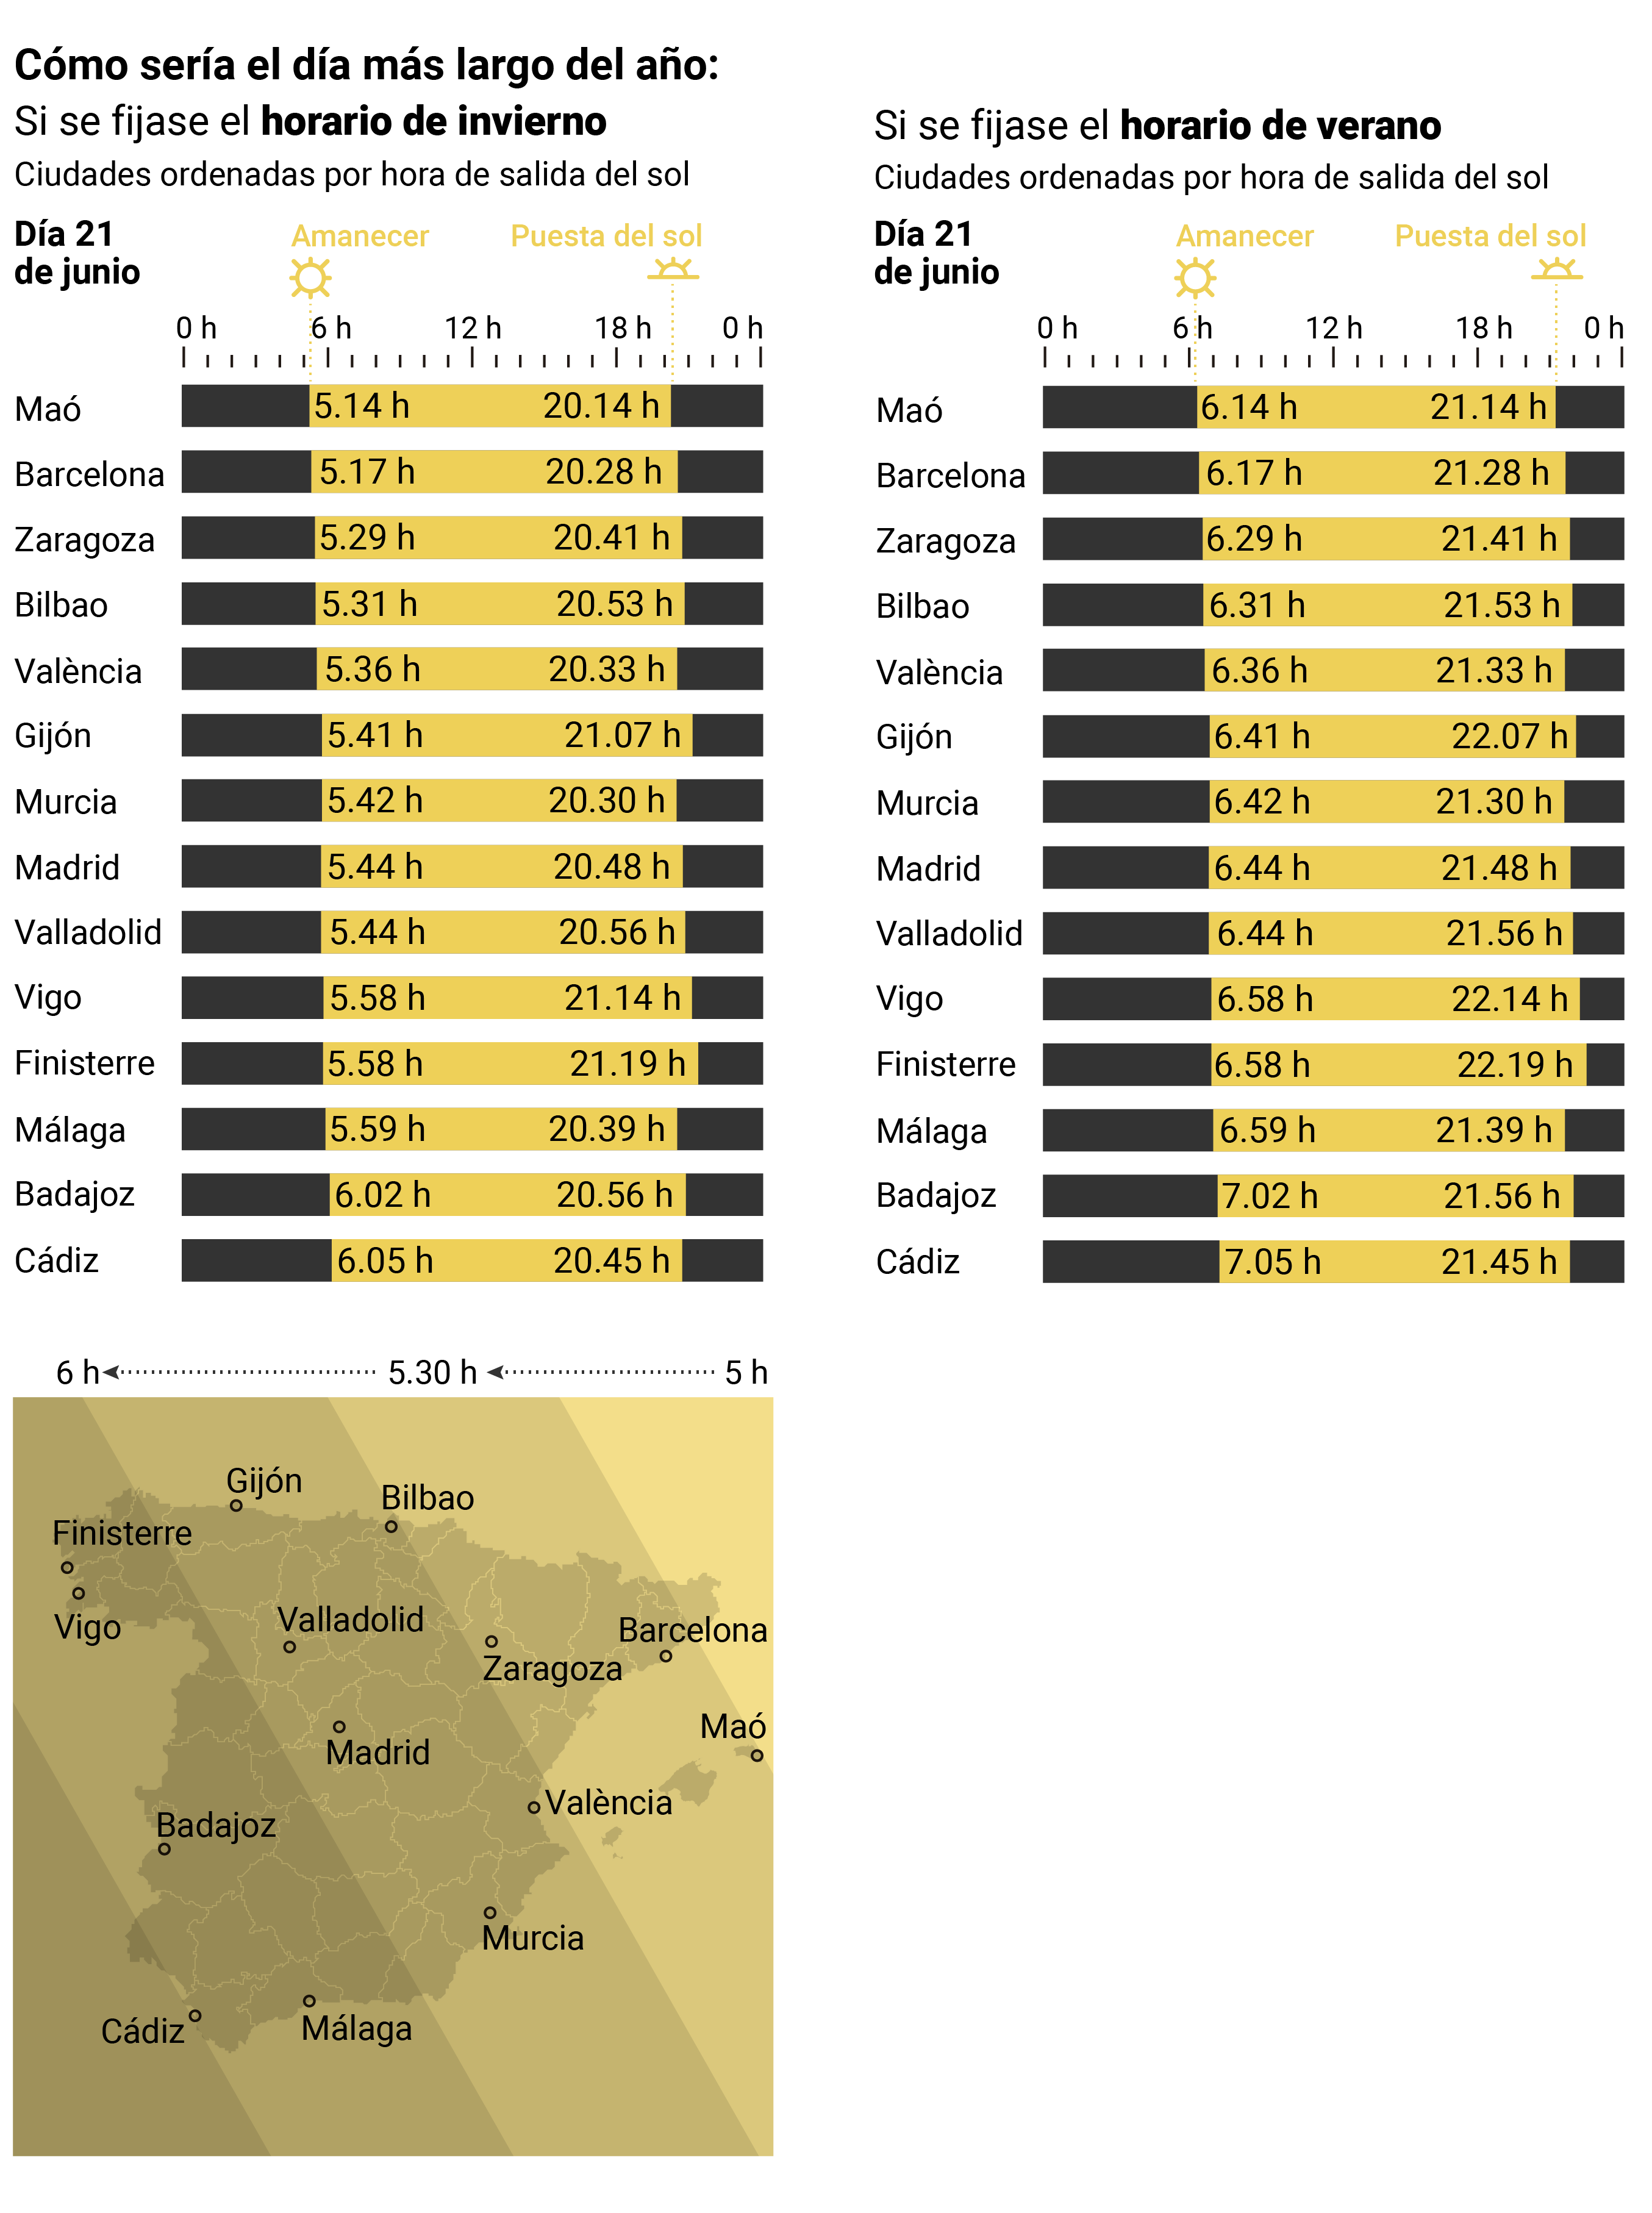 Cómo sería el día más largo del año:
Si se fijase el horario de invierno
Ciudades ordenadas por hora de salida del sol
Día 21
de junio
Amanecer
Puesta del sol
0 h 6 h 12 h 18 h 0 h
Maó 5.14 h 20.14 h
Barcelona 5.17 h 20.28 h
Zaragoza 5.29 h 20.41 h
Bilbao 5.31 h 20.53 h
València 5.36 h 20.33 h
Gijón 5.41 h 21.07 h
Murcia 5.42 h 20.30 h
Madrid 5.44 h 20.48 h
Valladolid 5.44 h 20.56 h
Vigo 5.58 h 21.14 h
Finisterre 5.58 h 21.19 h
Málaga 5.59 h 20.39 h
Badajoz 6.02 h 20.56 h
Cádiz 6.05 h 20.45 h
Si se fijase el horario de verano
Ciudades ordenadas por hora de salida del sol
Día 21
de junio
Amanecer
Puesta del sol
0 h 6 h 12 h 18 h 0 h
Maó 6.14 h 21.14 h
Barcelona 6.17 h 21.28 h
Zaragoza 6.29 h 21.41 h
Bilbao 6.31 h 21.53 h
València 6.36 h 21.33 h
Gijón 6.41 h 22.07 h
Murcia 6.42 h 21.30 h
Madrid 6.44 h 21.48 h
Valladolid 6.44 h 21.56 h
Vigo 6.58 h 22.14 h
Finisterre 6.58 h 22.19 h
Málaga 6.59 h 21.39 h
Badajoz 7.02 h 21.56 h
Cádiz 7.05 h 21.45 h
6 h 5.30 h 5 h
Gijón
Bilbao
Finisterre
Vigo
Valladolid
Barcelona
Zaragoza
Maó
Madrid
València
Badajoz
Murcia
Cádiz
Málaga